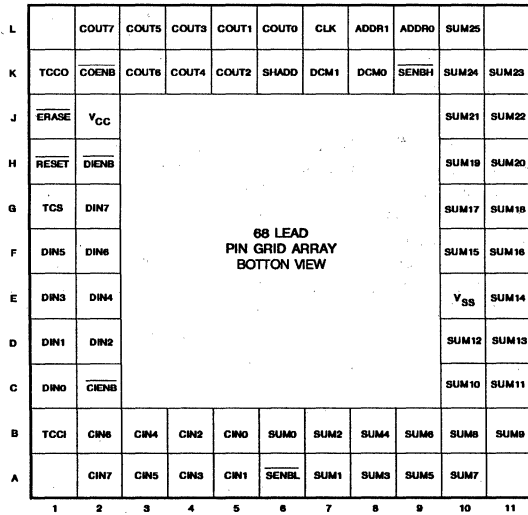 L COUT7 COUT5 COUT3 COUT1 COUT0 CLK ADDR1 ADDR0 SUM25
K TCCO COENB COUT6 COUT4 COUT2 SHADD DCM1 DCM0 SENBH SUM24 SUM23
J ERASE VCC SUM21 SUM22
H RESET DIENB SUM19 SUM20
G TCS DIN7 SUM17 SUM18
68 LEAD
PIN GRID ARRAY
BOTTON VIEW
F DIN5 DIN6 SUM15 SUM16
E DIN3 DIN4 VSS SUM14
D DIN1 DIN2 SUM12 SUM13
C DIN0 CIENB SUM10 SUM11
B TCCI CIN6 CIN4 CIN2 CIN0 SUM0 SUM2 SUM4 SUM6 SUM8 SUM9
A CIN7 CIN5 CIN3 CIN1 SENBL SUM1 SUM3 SUM5 SUM7
1 2 3 4 5 6 7 8 9 10 11